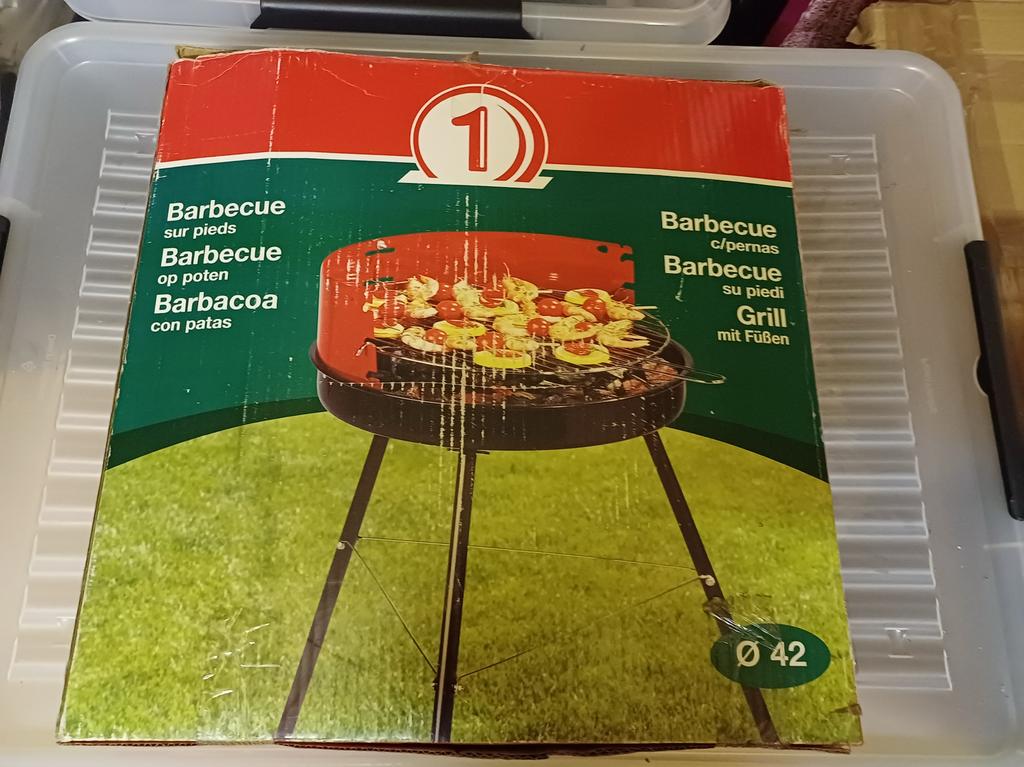 1
Barbecue
sur pieds
Barbecue
op poten
Barbacoa
con patas
Barbecue
c/pernas
Barbecue
su piedi
Grill
mit Füßen
Ø 42